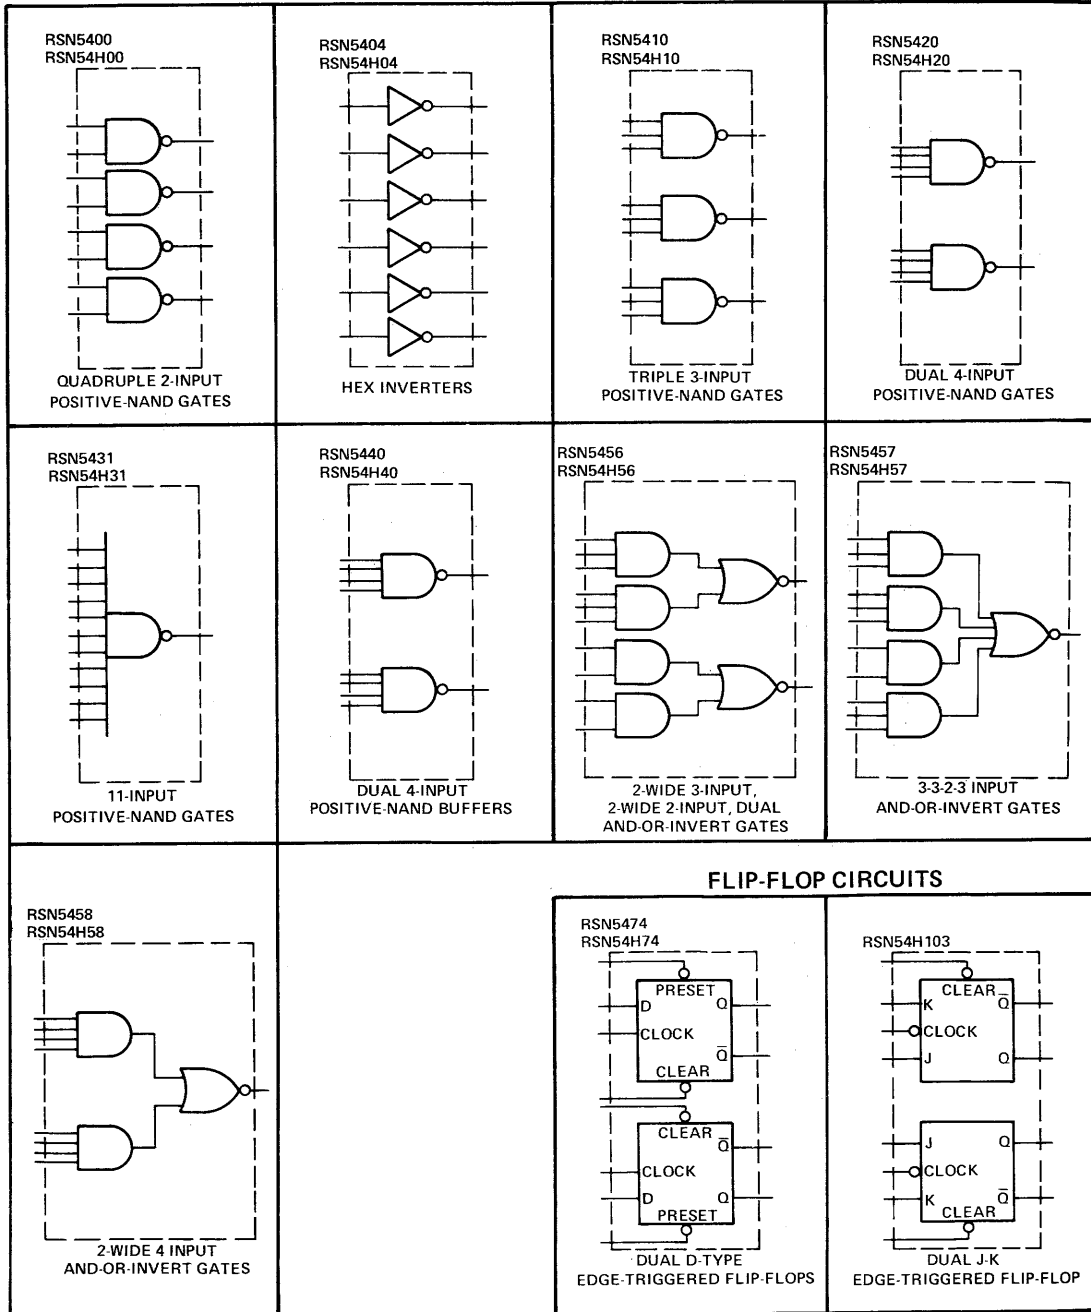 RSN5400
RSN54H00
QUADRUPLE 2-INPUT
POSITIVE-NAND GATES
RSN5404
RSN54H04
HEX INVERTERS
RSN5410
RSN54H10
TRIPLE 3-INPUT
POSITIVE-NAND GATES
RSN5420
RSN54H20
DUAL 4-INPUT
POSITIVE-NAND GATES
RSN5431
RSN54H31
11-INPUT
POSITIVE-NAND GATES
RSN5440
RSN54H40
DUAL 4-INPUT
POSITIVE-NAND BUFFERS
RSN5456
RSN54H56
2-WIDE 3-INPUT,
2-WIDE 2-INPUT, DUAL
AND-OR-INVERT GATES
RSN5457
RSN54H57
3-3-2-3 INPUT
AND-OR-INVERT GATES
RSN5458
RSN54H58
2-WIDE 4 INPUT
AND-OR-INVERT GATES
FLIP-FLOP CIRCUITS
RSN5474
RSN54H74
PRESET
D Q
CLOCK
Q̅
CLEAR
CLEAR
Q̅
CLOCK
D Q
PRESET
DUAL D-TYPE
EDGE-TRIGGERED FLIP-FLOPS
RSN54H103
CLEAR
K Q̅
CLOCK
J Q
J Q
CLOCK
K Q̅
CLEAR
DUAL J-K
EDGE-TRIGGERED FLIP-FLOP